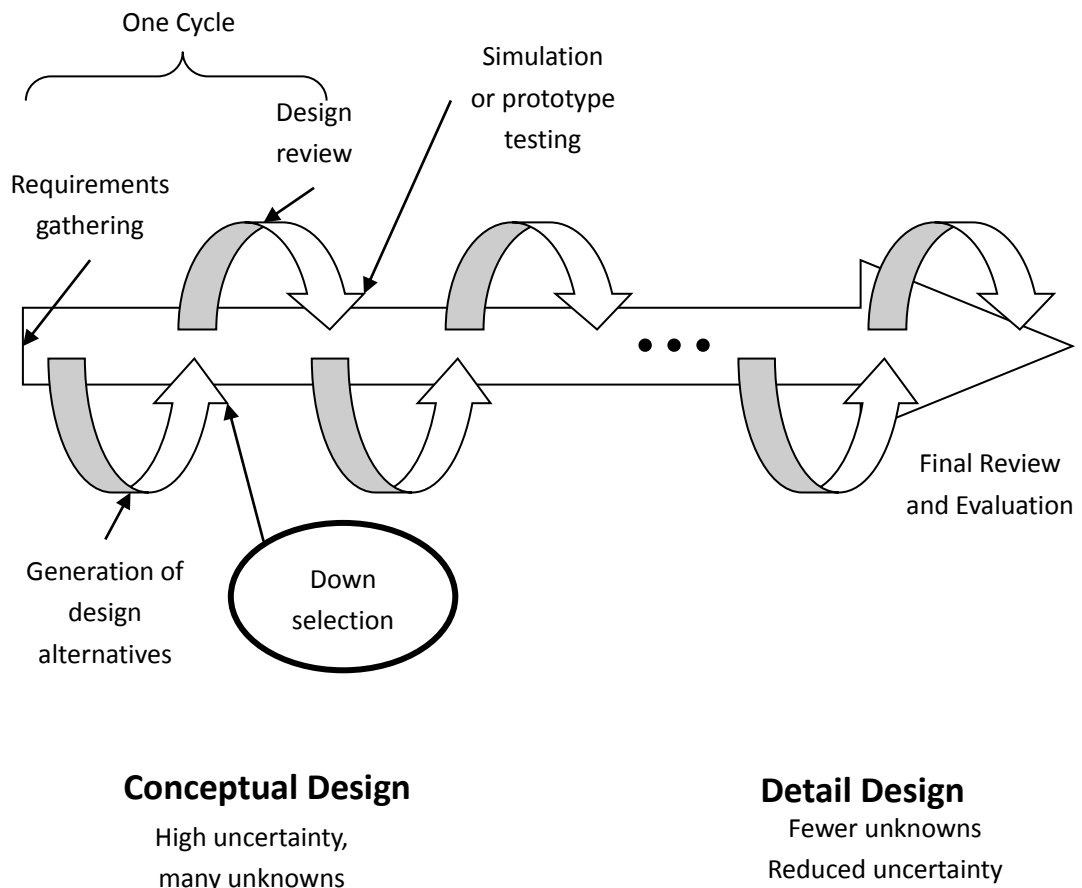 One Cycle
Design
review
Simulation
or prototype
testing
Requirements
gathering
Final Review
and Evaluation
Generation of
design
alternatives
Down
selection
Conceptual Design
High uncertainty,
many unknowns
Detail Design
Fewer unknowns
Reduced uncertainty